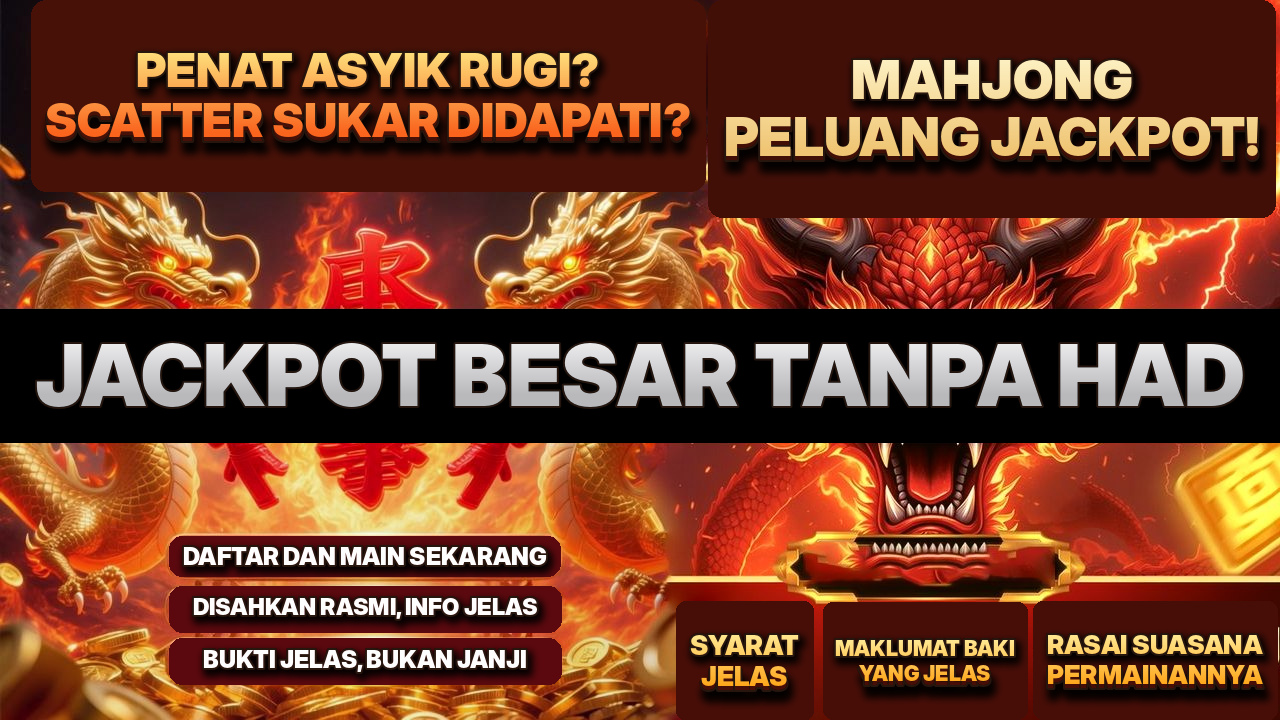 PENAT ASYIK RUGI?
SCATTER SUKAR DIDAPATI?
MAHJONG
PELUANG JACKPOT!
JACKPOT BESAR TANPA HAD
DAFTAR DAN MAIN SEKARANG
DISAHKAN RASMI, INFO JELAS
BUKTI JELAS, BUKAN JANJI
SYARAT
JELAS
MAKLUMAT BAKI
YANG JELAS
RASAI SUASANA
PERMAINANNYA